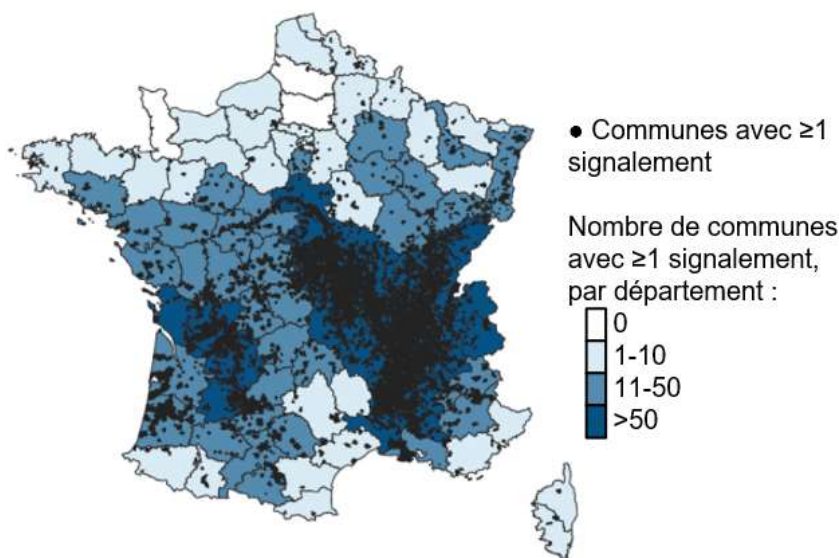 ● Communes avec ≥1
signalement
Nombre de communes
avec ≥1 signalement,
par département :
0
1-10
11-50
>50